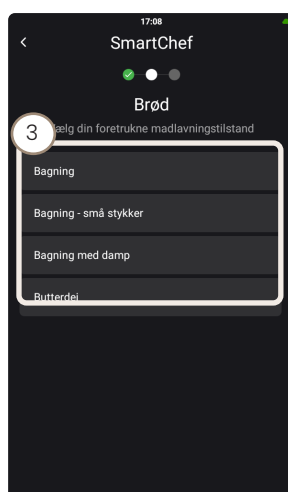 17:08
SmartChef
Brød
ælg din foretrukne madlavningstilstand
3
Bagning
Bagning - små stykker
Bagning med damp
Butterdej